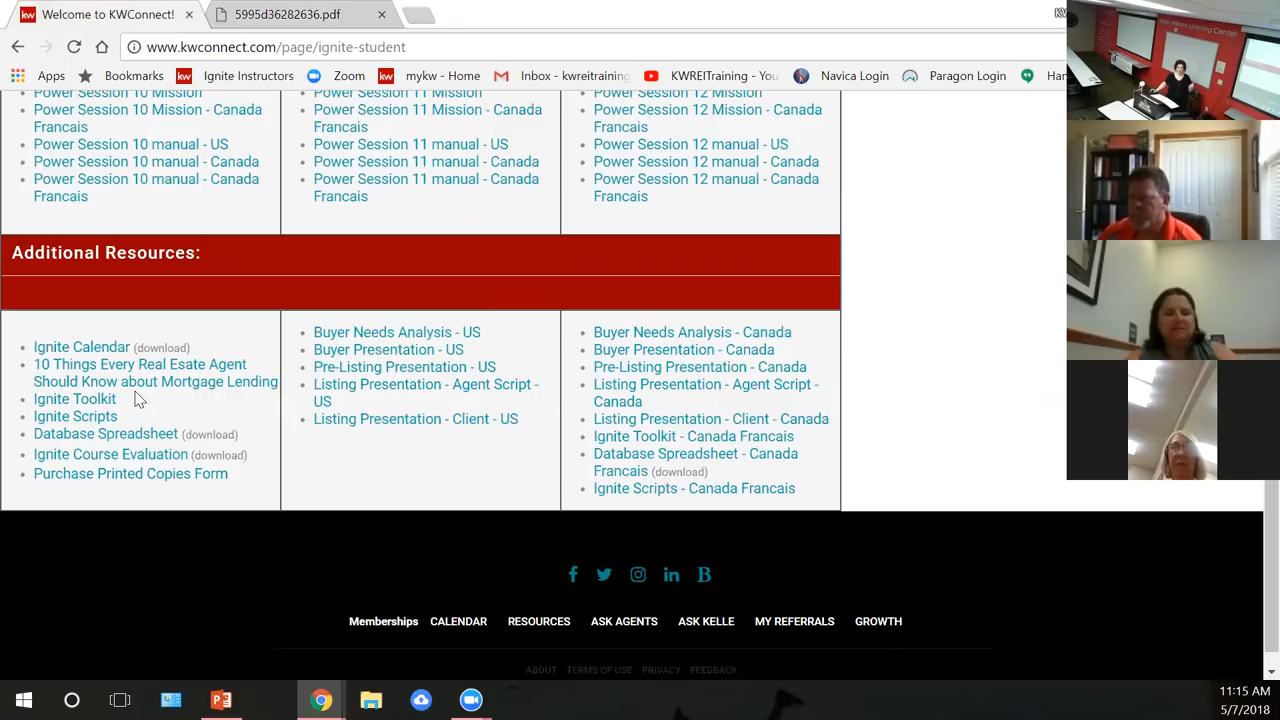 kw Welcome to KWConnect!
5995d36282636.pdf
www.kwconnect.com/page/ignite-student
Apps
Bookmarks
kw Ignite Instructors
Zoom
kw mykw - Home
Inbox - kwreitraining
KWREITraining - You
Navica Login
Paragon Login
Power Session 10 Mission
Power Session 10 Mission - Canada
Francais
Power Session 10 manual - US
Power Session 10 manual - Canada
Power Session 10 manual - Canada
Francais
Power Session 11 Mission
Power Session 11 Mission - Canada
Francais
Power Session 11 manual - US
Power Session 11 manual - Canada
Power Session 11 manual - Canada
Francais
Power Session 12 Mission
Power Session 12 Mission - Canada
Francais
Power Session 12 manual - US
Power Session 12 manual - Canada
Power Session 12 manual - Canada
Francais
Additional Resources:
Ignite Calendar (download)
10 Things Every Real Esate Agent
Should Know about Mortgage Lending
Ignite Toolkit
Ignite Scripts
Database Spreadsheet (download)
Ignite Course Evaluation (download)
Purchase Printed Copies Form
Buyer Needs Analysis - US
Buyer Presentation - US
Pre-Listing Presentation - US
Listing Presentation - Agent Script -
US
Listing Presentation - Client - US
Buyer Needs Analysis - Canada
Buyer Presentation - Canada
Pre-Listing Presentation - Canada
Listing Presentation - Agent Script -
Canada
Listing Presentation - Client - Canada
Ignite Toolkit - Canada Francais
Database Spreadsheet - Canada
Francais (download)
Ignite Scripts - Canada Francais
Memberships CALENDAR RESOURCES ASK AGENTS ASK KELLE MY REFERRALS GROWTH
ABOUT TERMS OF USE PRIVACY FEEDBACK
11:15 AM
5/7/2018